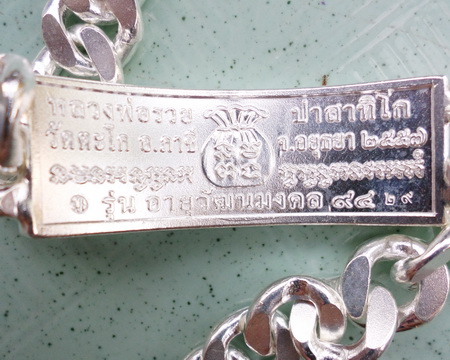 หลวงพ่อรวย ปาสาทิโก
วัดตะโก อ.ภาชี จ.อยุธยา ๒๕๕๗
๑ รุ่น อายุวัฒนมงคล ๙๔ ๒๙